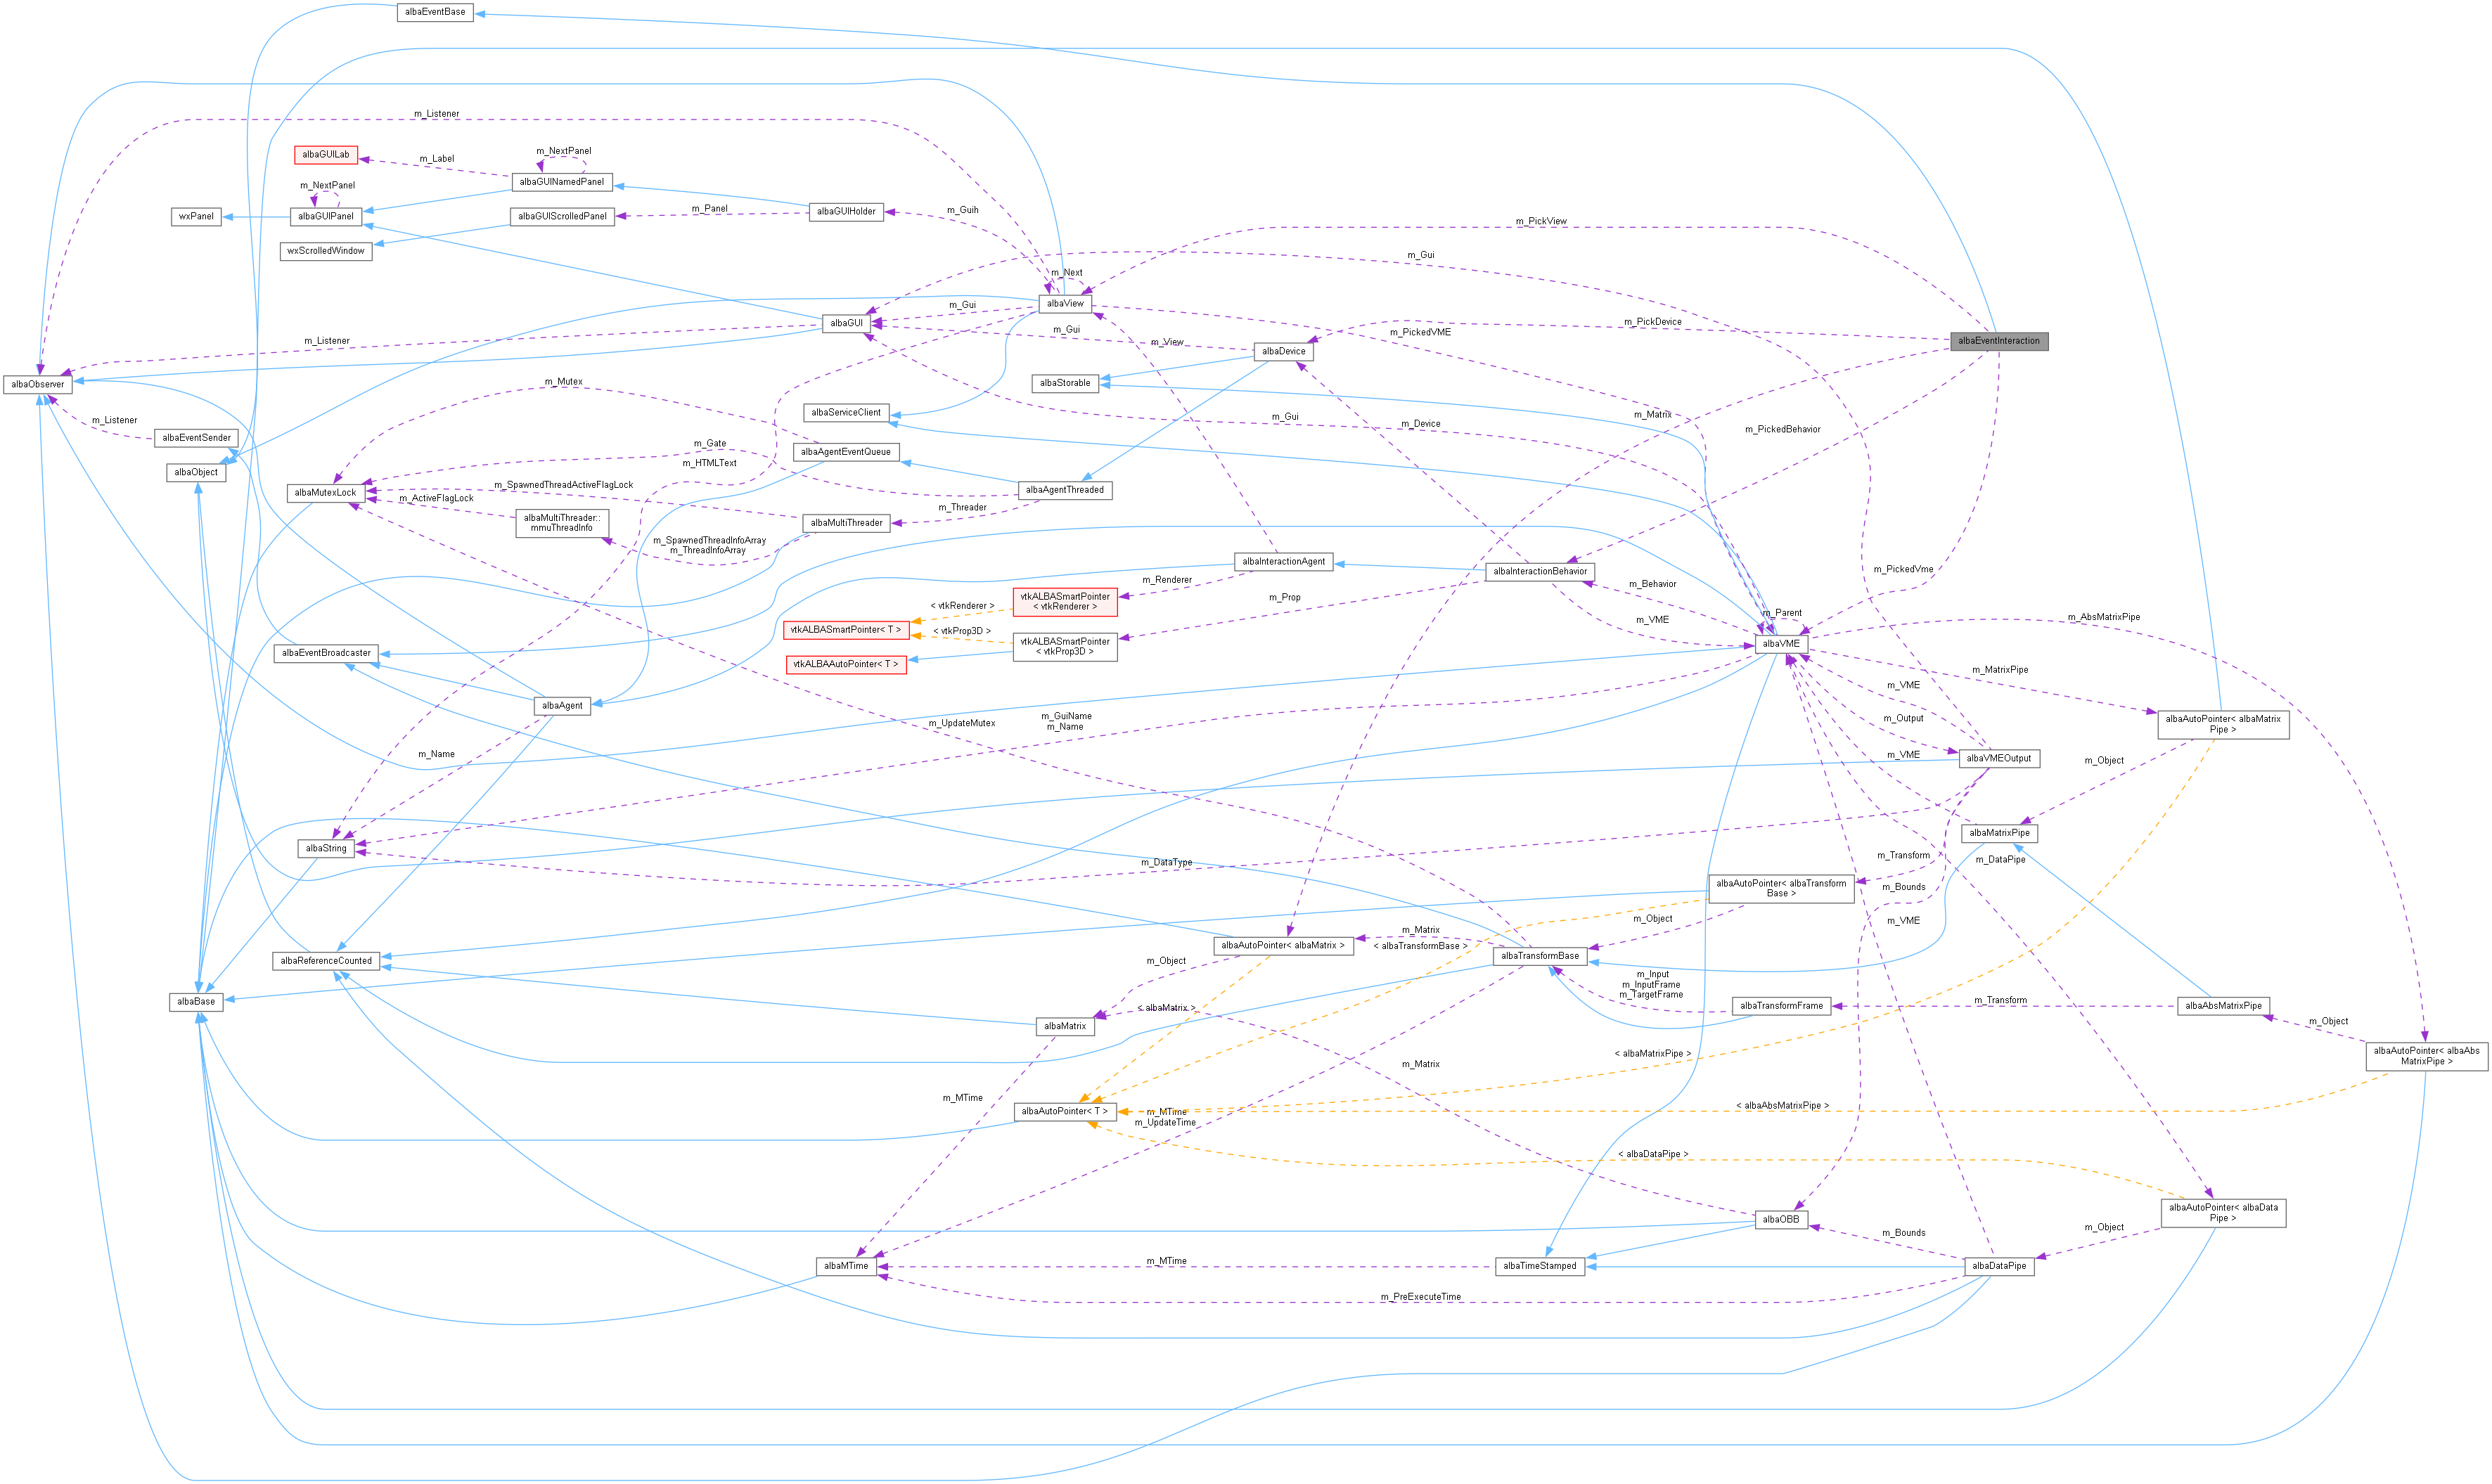 albaEventBase
m_Listener
albaGUILab
m_Label
m_NextPanel
albaGUINamedPanel
m_NextPanel
wxPanel
albaGUIPanel
albaGUIScrolledPanel
m_Panel
albaGUIHolder
m_Guih
wxScrolledWindow
m_PickView
m_Gui
m_Next
albaView
m_Gui
albaGUI
m_Gui
m_PickedVME
m_PickDevice
albaEventInteraction
m_Listener
m_View
albaDevice
albaObserver
m_Mutex
albaStorable
albaServiceClient
m_Gui
m_Matrix
m_Listener
albaEventSender
m_Device
m_PickedBehavior
m_Gate
albaAgentEventQueue
albaObject
m_HTMLText
albaMutexLock
m_SpawnedThreadActiveFlagLock
albaAgentThreaded
m_ActiveFlagLock
m_Threader
albaMultiThreader::
mmuThreadInfo
albaMultiThreader
m_SpawnedThreadInfoArray
m_ThreadInfoArray
albaInteractionAgent
albaInteractionBehavior
m_PickedVme
m_Renderer
m_Behavior
vtkALBASmartPointer
< vtkRenderer >
< vtkRenderer >
m_Prop
m_Parent
m_AbsMatrixPipe
vtkALBASmartPointer< T >
< vtkProp3D >
m_VME
vtkALBASmartPointer
< vtkProp3D >
albaVME
albaEventBroadcaster
vtkALBAAutoPointer< T >
m_MatrixPipe
m_VME
albaAgent
m_GuiName
m_Name
m_UpdateMutex
m_Output
albaAutoPointer< albaMatrix
Pipe >
m_Name
m_VME
albaVMEOutput
m_Object
albaMatrixPipe
albaString
m_DataType
m_Transform
m_DataPipe
albaAutoPointer< albaTransform
Base >
m_Bounds
m_Object
m_VME
m_Matrix
albaAutoPointer< albaMatrix >
< albaTransformBase >
albaReferenceCounted
m_Object
albaTransformBase
m_Input
m_InputFrame
m_TargetFrame
albaBase
< albaMatrix >
albaTransformFrame
m_Transform
albaAbsMatrixPipe
albaMatrix
m_Object
< albaMatrixPipe >
albaAutoPointer< albaAbs
MatrixPipe >
m_Matrix
m_MTime
albaAutoPointer< T >
m_MTime
m_UpdateTime
< albaAbsMatrixPipe >
< albaDataPipe >
albaAutoPointer< albaData
Pipe >
albaOBB
m_Bounds
m_Object
albaMTime
m_MTime
albaTimeStamped
albaDataPipe
m_PreExecuteTime